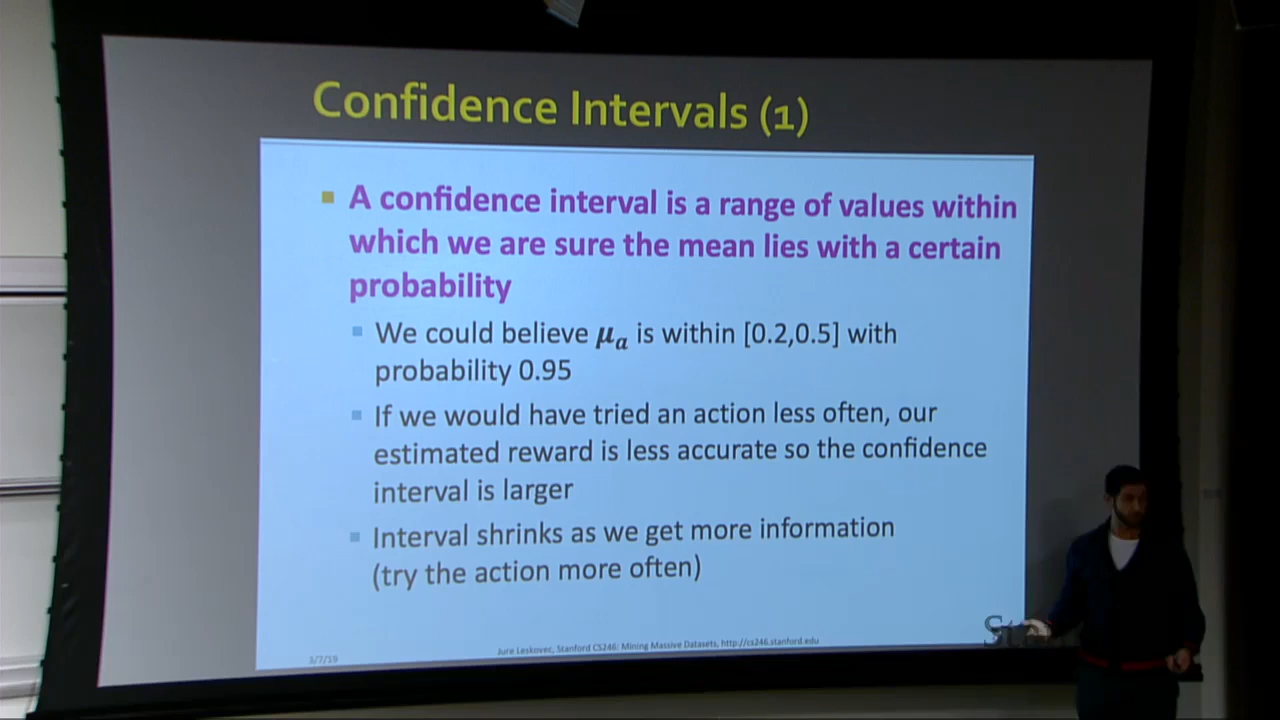 Confidence Intervals (1)
A confidence interval is a range of values within
which we are sure the mean lies with a certain
probability
We could believe μₐ is within [0.2,0.5] with
probability 0.95
If we would have tried an action less often, our
estimated reward is less accurate so the confidence
interval is larger
Interval shrinks as we get more information
(try the action more often)
3/7/19
Jure Leskovec, Stanford CS246: Mining Massive Datasets, http://cs246.stanford.edu